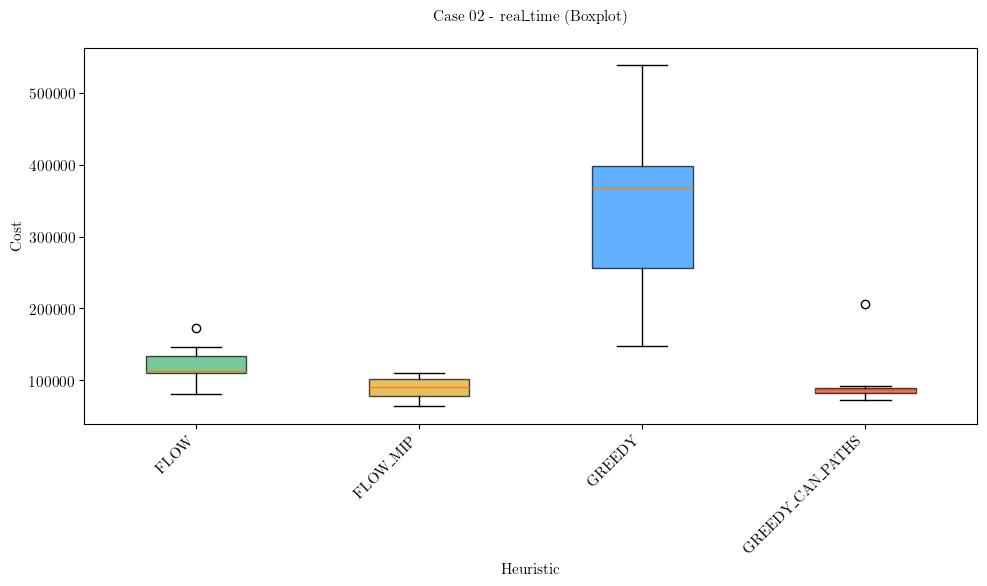 Case 02 - real_time (Boxplot)
Cost
500000
400000
300000
200000
100000
FLOW
FLOW_MIP
GREEDY
GREEDY_CAN_PATHS
Heuristic